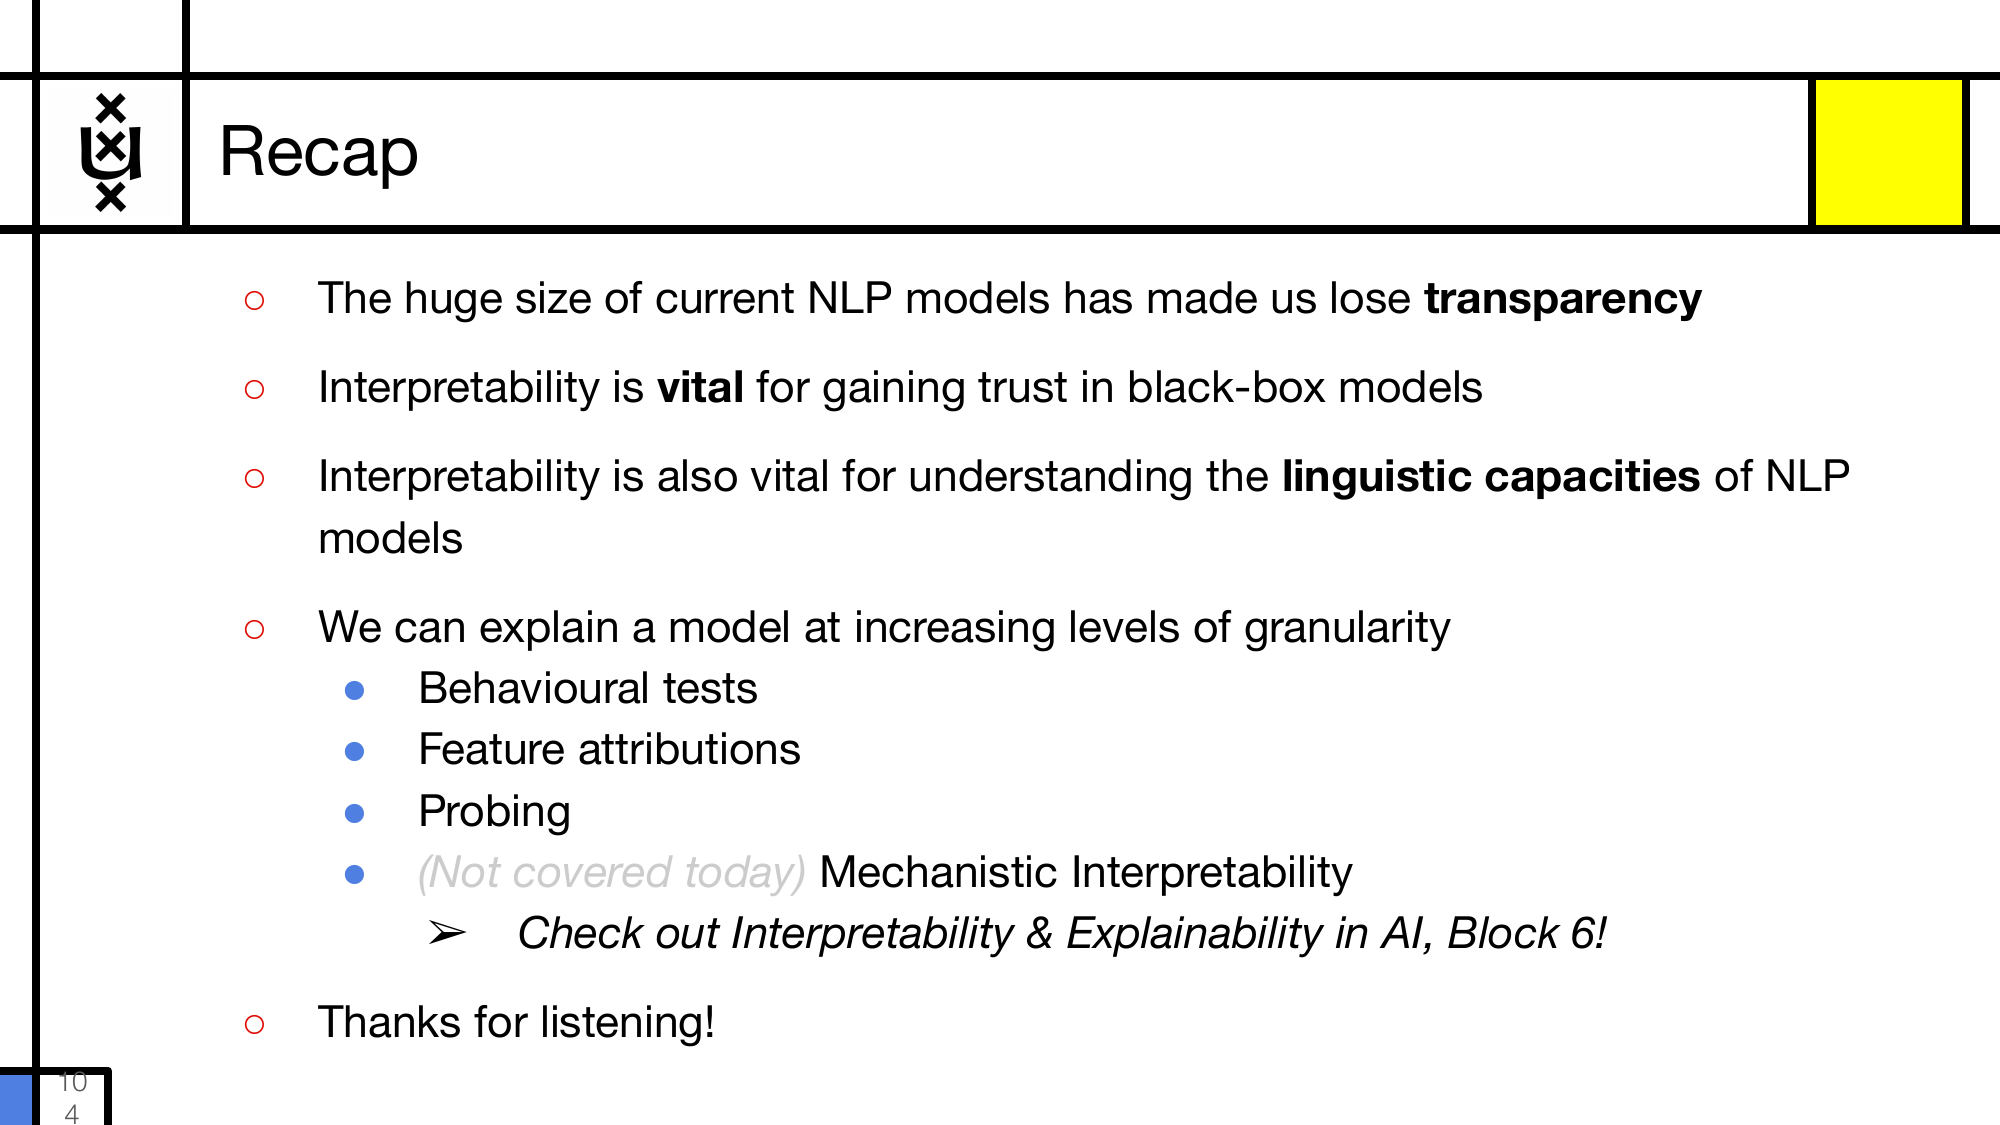 Recap
○ The huge size of current NLP models has made us lose transparency
○ Interpretability is vital for gaining trust in black-box models
○ Interpretability is also vital for understanding the linguistic capacities of NLP
models
○ We can explain a model at increasing levels of granularity
● Behavioural tests
● Feature attributions
● Probing
● (Not covered today) Mechanistic Interpretability
➢ Check out Interpretability & Explainability in AI, Block 6!
○ Thanks for listening!
10
4